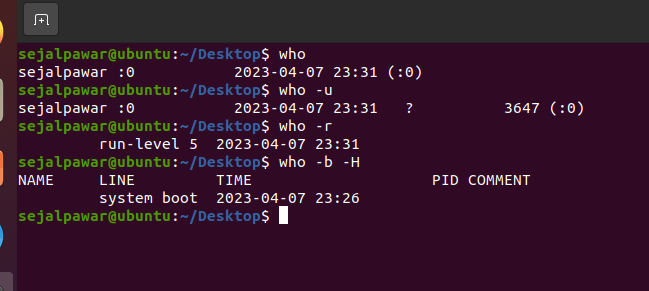 sejalpawar@ubuntu:~/Desktop$ who
sejalpawar :0           2023-04-07 23:31 (:0)
sejalpawar@ubuntu:~/Desktop$ who -u
sejalpawar :0           2023-04-07 23:31   ?          3647 (:0)
sejalpawar@ubuntu:~/Desktop$ who -r
         run-level 5  2023-04-07 23:31
sejalpawar@ubuntu:~/Desktop$ who -b -H
NAME     LINE         TIME                    PID COMMENT
         system boot  2023-04-07 23:26
sejalpawar@ubuntu:~/Desktop$